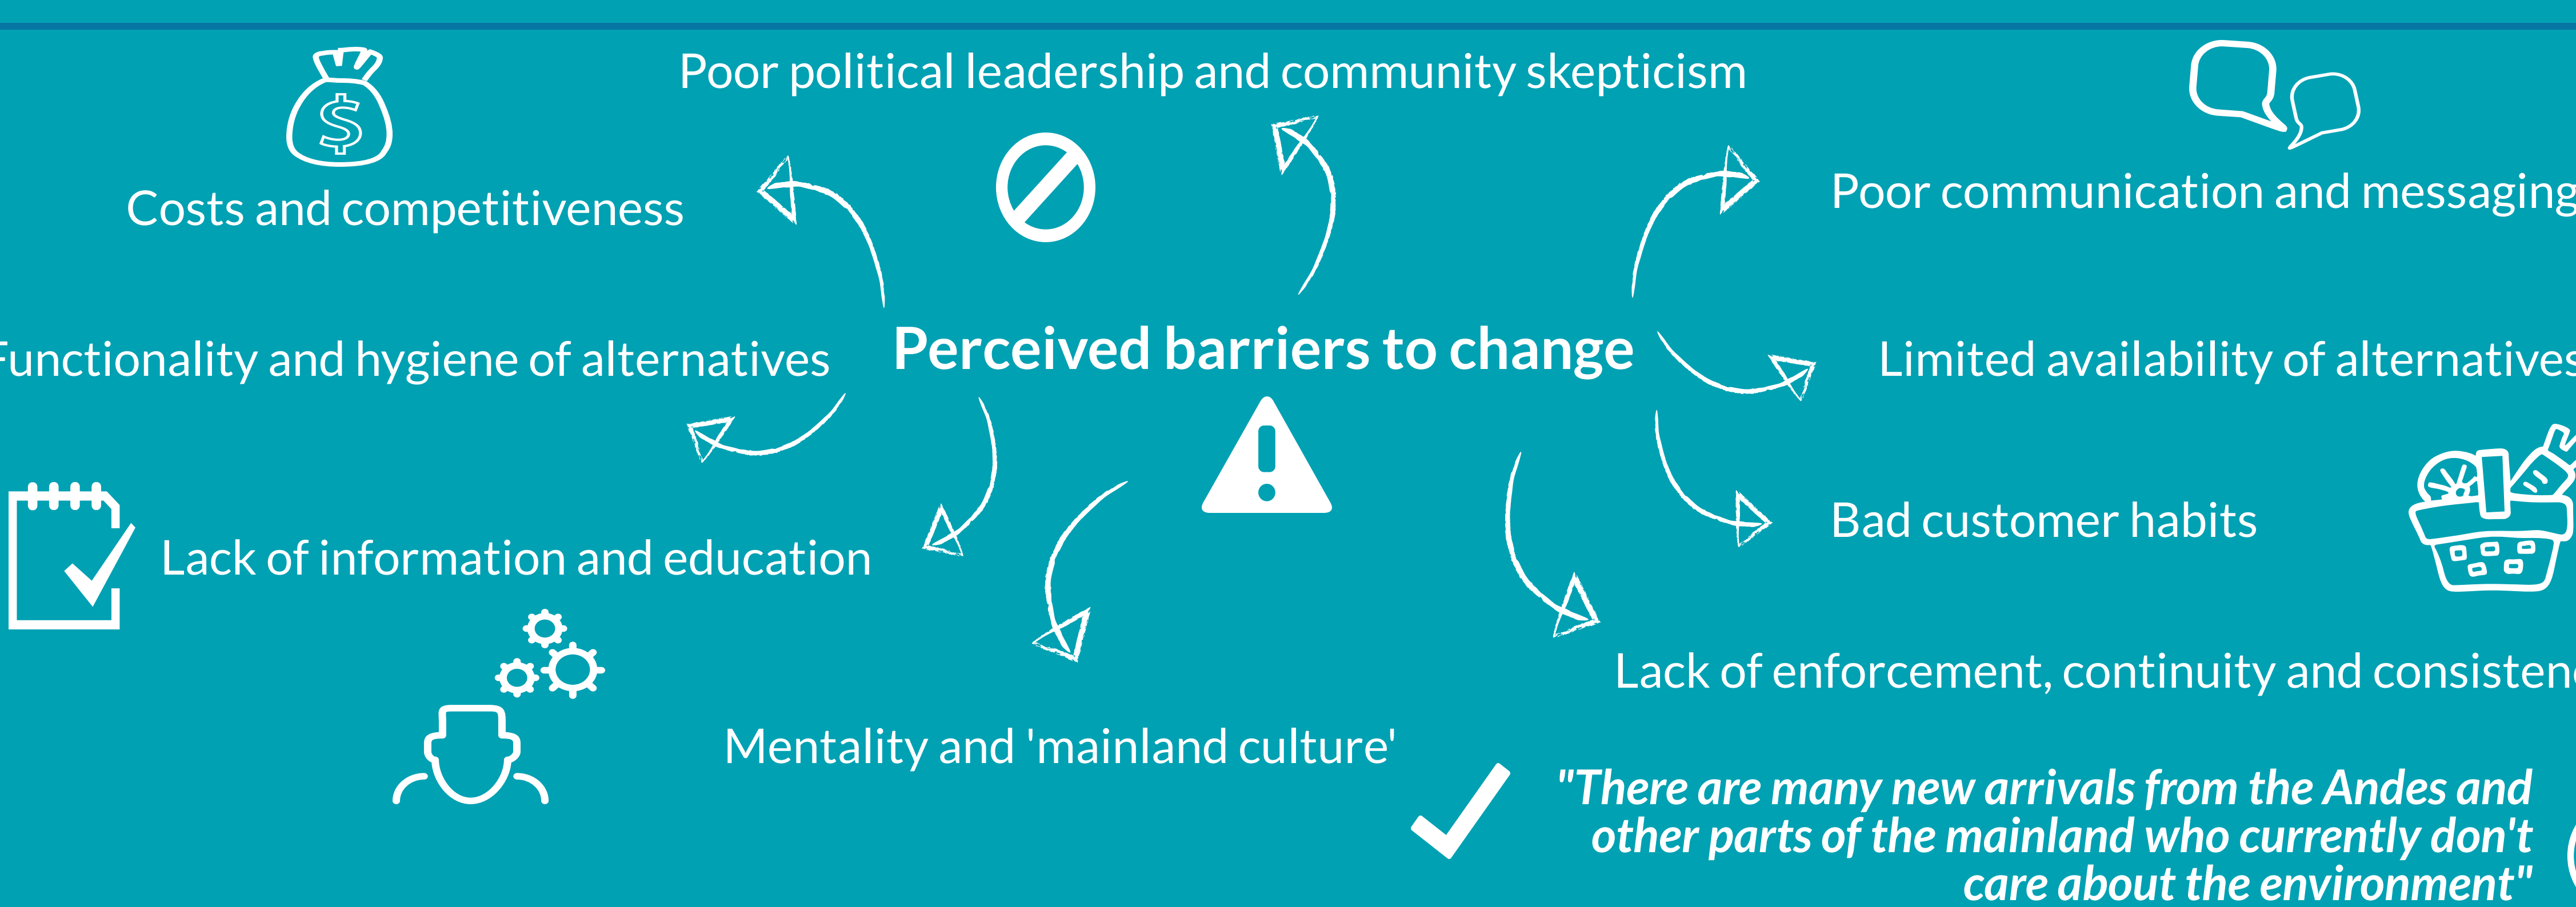 Poor political leadership and community skepticism
Costs and competitiveness
Poor communication and messaging
Functionality and hygiene of alternatives
Perceived barriers to change
Limited availability of alternatives
Bad customer habits
Lack of information and education
Lack of enforcement, continuity and
Mentality and 'mainland culture'
"There are many new arrivals from the Andes and
other parts of the mainland who currently don't
care about the environment"